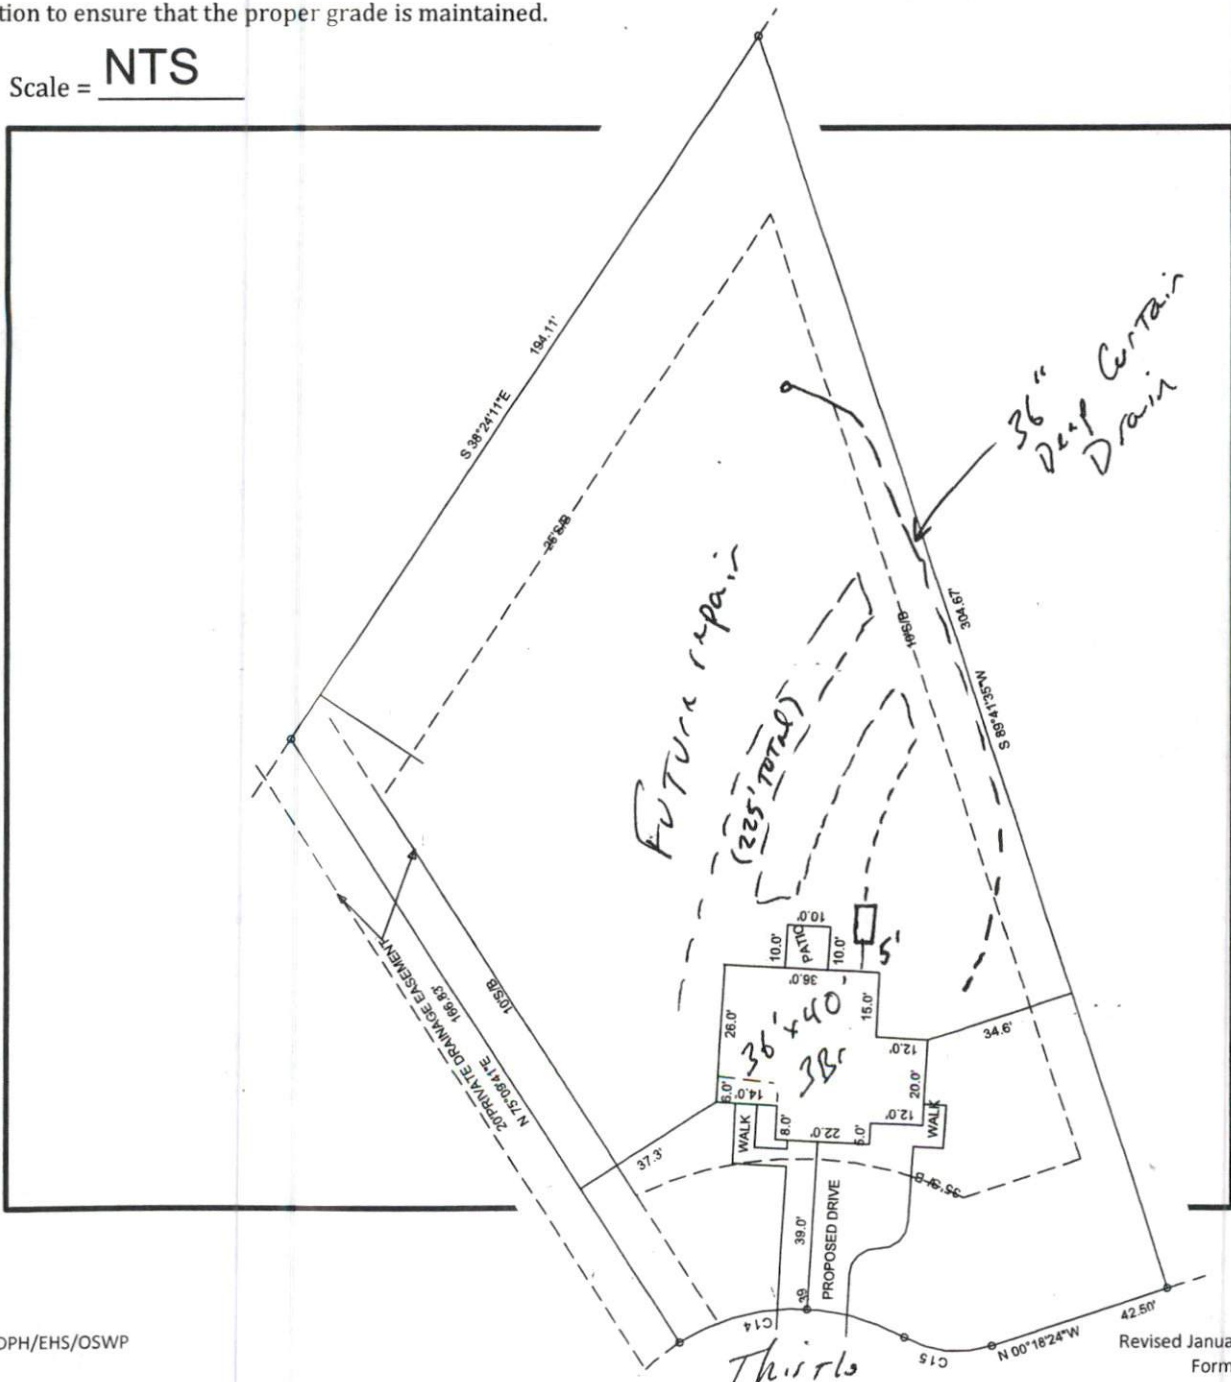 tion to ensure that the proper grade is maintained.
Scale = NTS
194.11'
S 38°24'11"E
25'S/B
36"
Deep Curtain
Drain
Future repair
(225' TOTAL)
10'S/B
304.67'
S 89°41'35"W
10.0'
10.0'
PATIO
10.0'
5'
36.0'
26.0'
36' x 40
15.0'
3Br
12.0'
34.6'
6.0'
14.0'
20.0'
8.0'
22.0'
5.0'
12.0'
WALK
WALK
20'PRIVATE DRAINAGE EASEMENT
166.83'
N 75°09'41"E
10'S/B
37.3'
35'S/B
39.0'
PROPOSED DRIVE
39
C14
C15
N 00°18'24"W
42.50'
DPH/EHS/OSWP
Revised Janua
Form